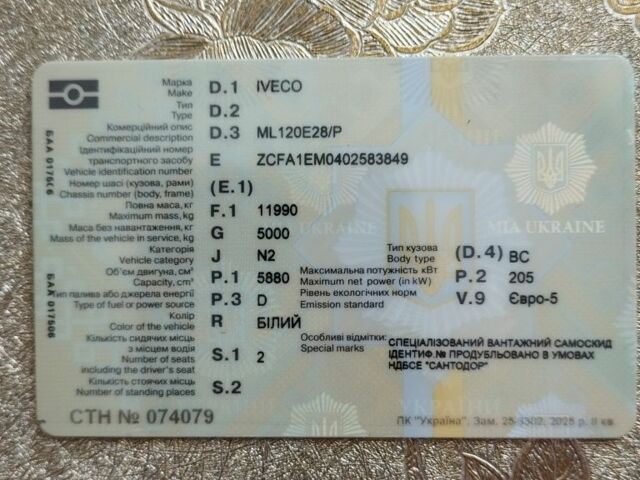 Марка
Make D.1 IVECO
Тип
Type D.2
Комерційний опис
Commercial description D.3 ML120E28/P
Ідентифікаційний номер
транспортного засобу
Vehicle identification number E ZCFA1EM0402583849
Номер шасі (кузова, рами)
Chassis number (body, frame) (E.1)
Повна маса, кг
Maximum mass, kg F.1 11990
Маса без навантаження, кг
Mass of the vehicle in service, kg G 5000
Категорія
Vehicle category J N2
Тип кузова
Body type (D.4) BC
Об'єм двигуна, см³
Capacity, cm³ P.1 5880
Максимальна потужність кВт
Maximum net power (in kW) P.2 205
Тип палива або джерела енергії
Type of fuel or power source P.3 D
Рівень екологічних норм
Emission standard V.9 Євро-5
Колір
Color of the vehicle R БІЛИЙ
Кількість сидячих місць
з місцем водія
Number of seats
including the driver's seat S.1 2
Особливі відмітки:
Special marks
СПЕЦІАЛІЗОВАНИЙ ВАНТАЖНИЙ САМОСКИД
ІДЕНТИФ.№ ПРОДУБЛЬОВАНО В УМОВАХ
НДБСЕ "САНТОДОР"
Кількість стоячих місць
Number of standing places S.2
СТН № 074079
ПК "Україна". Зам. 25-3382. 2025 р. II кв.
UKRAINE
MIA UKRAINE